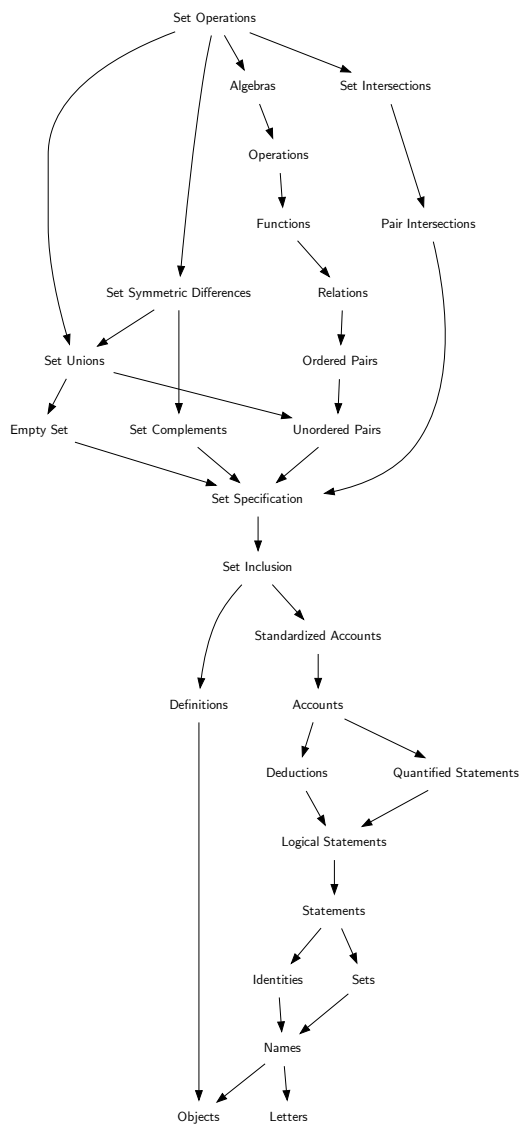 Set Operations
Algebras
Set Intersections
Operations
Functions
Pair Intersections
Set Symmetric Differences
Relations
Set Unions
Ordered Pairs
Empty Set
Set Complements
Unordered Pairs
Set Specification
Set Inclusion
Standardized Accounts
Definitions
Accounts
Deductions
Quantified Statements
Logical Statements
Statements
Identities
Sets
Names
Objects
Letters